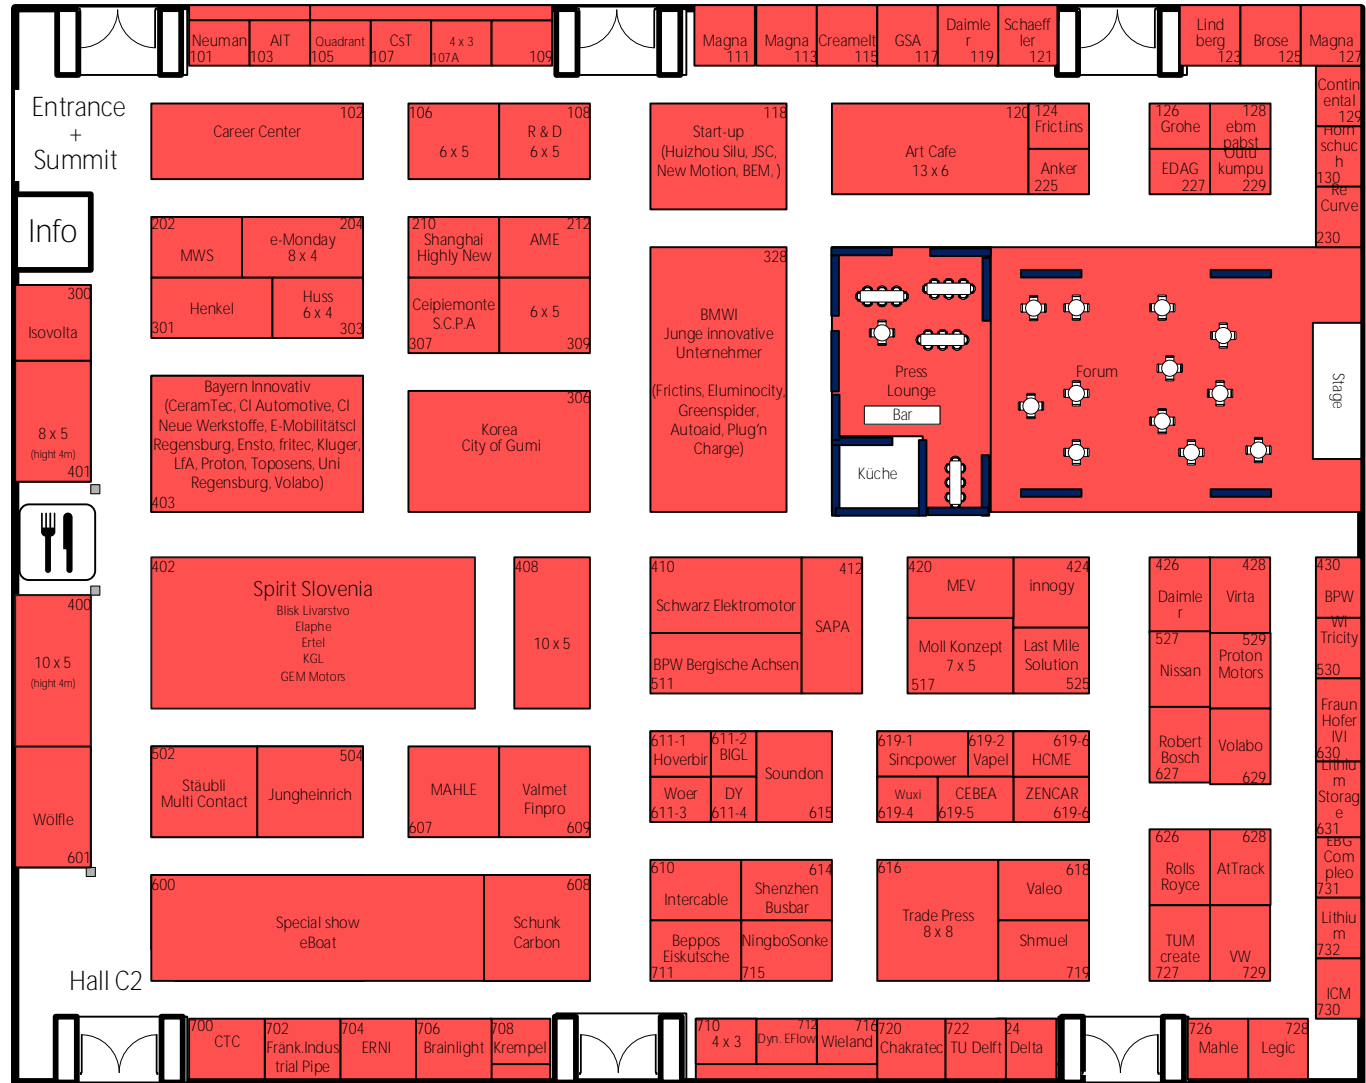 Neuman
101
AIT
103
Quadrant
105
CsT
107
4 x 3
107A
109
Magna
111
Magna
113
Creamelt
115
GSA
117
Daimle
r
119
Schaeff
ler
121
Lind
berg
123
Brose
125
Magna
127
Contin
ental
129
Horn
schuc
h
130
Re
Curve
230
Entrance
+
Summit
Info
102
Career Center
106
6 x 5
108
R & D
6 x 5
118
Start-up
(Huizhou Silu, JSC,
New Motion, BEM, )
120
Art Cafe
13 x 6
124
Frict.ins
Anker
225
126
Grohe
128
ebm
pabst
EDAG
227
Outu
kumpu
229
202
MWS
204
e-Monday
8 x 4
Henkel
301
Huss
6 x 4
303
210
Shanghai
Highly New
212
AME
Ceipiemonte
S.C.P.A
307
6 x 5
309
328
BMWI
Junge innovative
Unternehmer
(Frictins, Eluminocity,
Greenspider,
Autoaid, Plug'n
Charge)
Press
Lounge
Bar
Küche
Forum
Stage
300
Isovolta
8 x 5
(hight 4m)
401
Bayern Innovativ
(CeramTec, CI Automotive, CI
Neue Werkstoffe, E-Mobilitätscl
Regensburg, Ensto, fritec, Kluger,
LfA, Proton, Toposens, Uni
Regensburg, Volabo)
403
306
Korea
City of Gumi
400
10 x 5
(hight 4m)
Wölfle
601
402
Spirit Slovenia
Blisk Livarstvo
Elaphe
Ertel
KGL
GEM Motors
408
10 x 5
410
Schwarz Elektromotor
412
SAPA
BPW Bergische Achsen
511
420
MEV
424
innogy
Moll Konzept
7 x 5
517
Last Mile
Solution
525
426
Daimle
r
428
Virta
527
Nissan
529
Proton
Motors
Robert
Bosch
627
Volabo
629
430
BPW
Wi
Tricity
530
Fraun
Hofer
IVI
630
Lithiu
m
Storag
e
631
EBG
Com
pleo
731
Lithiu
m
732
ICM
730
502
Stäubli
Multi Contact
504
Jungheinrich
MAHLE
607
Valmet
Finpro
609
611-1
Hoverbir
611-2
BIGL
Soundon
615
Woer
611-3
DY
611-4
619-1
Sincpower
619-2
Vapel
619-6
HCME
Wuxi
619-4
CEBEA
619-5
ZENCAR
619-6
600
Special show
eBoat
608
Schunk
Carbon
610
Intercable
614
Shenzhen
Busbar
Beppos
Eiskutsche
711
NingboSonke
715
616
Trade Press
8 x 8
618
Valeo
Shmuel
719
626
Rolls
Royce
628
AtTrack
TUM
create
727
VW
729
Hall C2
700
CTC
702
Fränk.Indus
trial Pipe
704
ERNI
706
Brainlight
708
Krempel
710
4 x 3
712
Dyn. EFlow
716
Wieland
720
Chakratec
722
TU Delft
24
Delta
726
Mahle
728
Legic